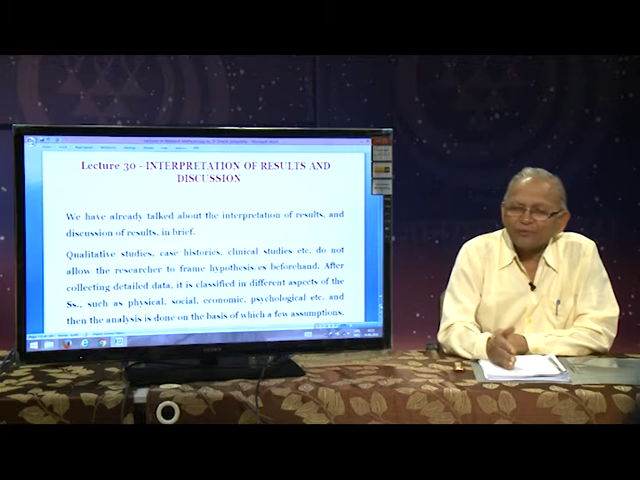 Lecture 30 - INTERPRETATION OF RESULTS AND
DISCUSSION
We have already talked about the interpretation of results, and
discussion of results, in brief.
Qualitative studies, case histories, clinical studies etc. do not
allow the researcher to frame hypothesis/es beforehand. After
collecting detailed data, it is classified in different aspects of the
Ss., such as physical, social, economic, psychological etc. and
then the analysis is done on the basis of which a few assumptions.